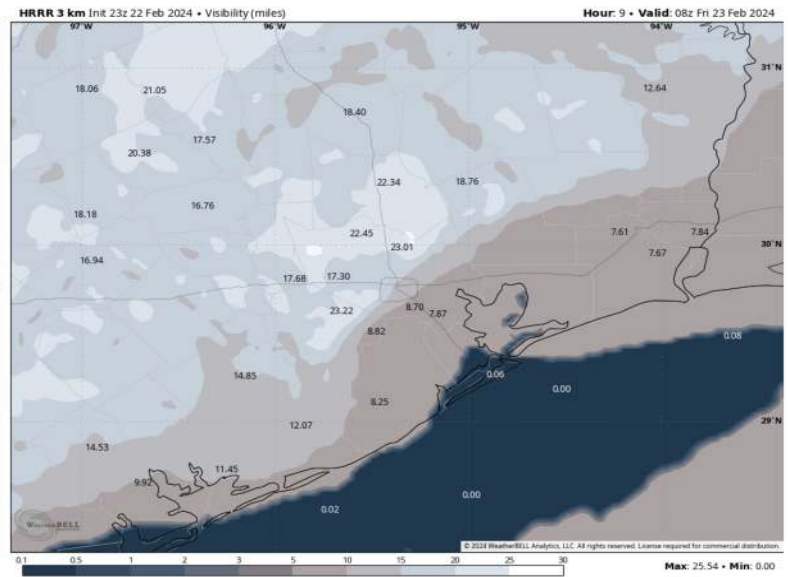 HRRR 3 km Init 23z 22 Feb 2024 • Visibility (miles)
Hour: 9 • Valid: 08z Fri 23 Feb 2024
97°W 96°W 95°W 94°W
31°N
18.06 21.05 12.64
18.40
17.57
20.38
22.34 18.76
16.76
18.18
22.45 7.61 7.84
23.01 30°N
16.94 7.67
17.68 17.30
23.22 8.70 7.87
8.82
0.08
14.85 0.06
0.00
8.25
12.07 29°N
14.53
11.45
9.92
0.00
0.02
WeatherBELL
© 2024 WeatherBELL Analytics, LLC. All rights reserved. License required for commercial distribution.
0.1 0.5 1 2 3 5 10 15 20 25 30
Max: 25.54 • Min: 0.00